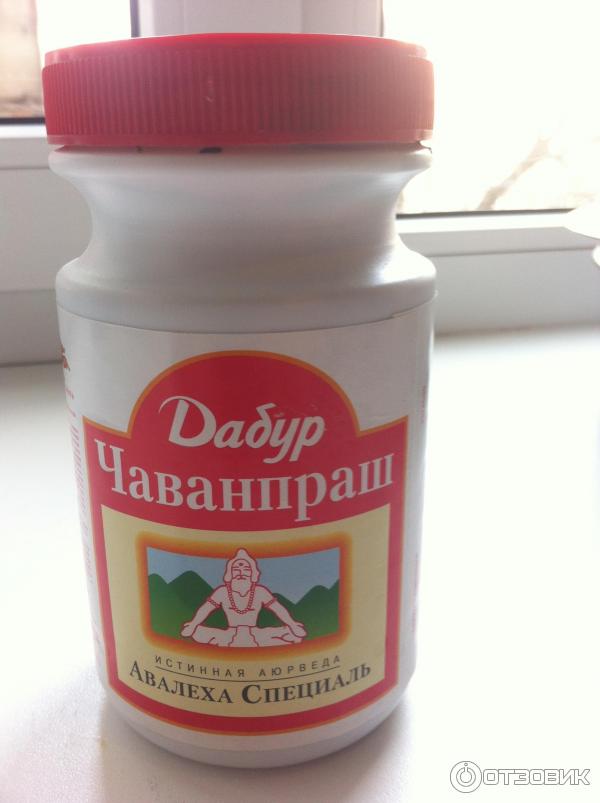 Дабур
Чаванпраш
ИСТИННАЯ АЮРВЕДА
АВАЛЕХА СПЕЦИАЛЬ
ОТЗОВИК